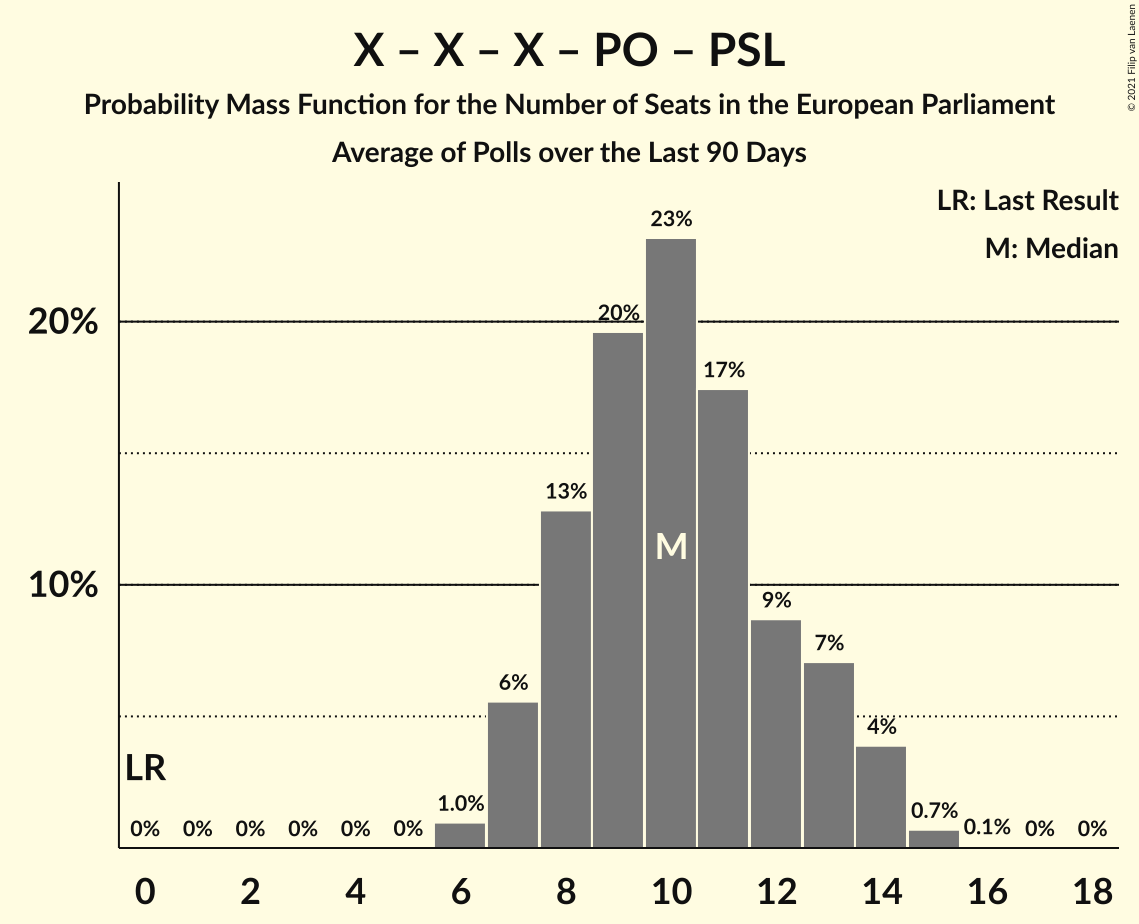 X – X – X – PO – PSL
Probability Mass Function for the Number of Seats in the European Parliament
Average of Polls over the Last 90 Days
© 2021 Filip van Laenen
LR: Last Result
M: Median
20%
10%
0% 0% 0% 0% 0% 0% 1.0% 6% 13% 20% 23% 17% 9% 7% 4% 0.7% 0.1% 0% 0%
LR
M
0 2 4 6 8 10 12 14 16 18